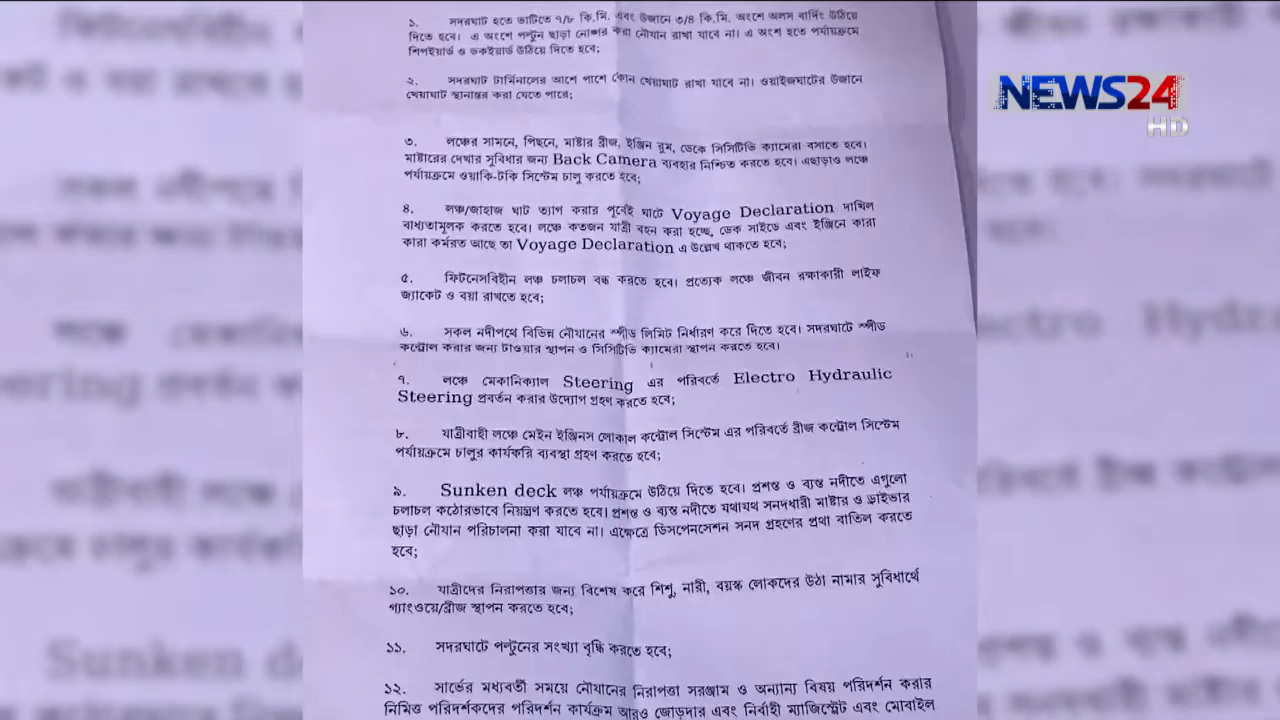 ১. সদরঘাট হতে ভাটিতে ৭/৮ কি.মি. এবং উজানে ৩/৪ কি.মি. অংশে অলস বার্দিং উঠিয়ে
দিতে হবে। এ অংশে পন্টুন ছাড়া নোঙ্গর করা নৌযান রাখা যাবে না। এ অংশ হতে পর্যায়ক্রমে
শিপইয়ার্ড ও ডকইয়ার্ড উঠিয়ে দিতে হবে;
২. সদরঘাট টার্মিনালের আশে পাশে কোন খেয়াঘাট রাখা যাবে না। ওয়াইজঘাটের উজানে
খেয়াঘাট স্থানান্তর করা যেতে পারে;
৩. লঞ্চের সামনে, পিছনে, মাষ্টার ব্রীজ, ইঞ্জিন রুম, ডেকে সিসিটিভি ক্যামেরা বসাতে হবে।
মাষ্টারের দেখার সুবিধার জন্য Back Camera ব্যবহার নিশ্চিত করতে হবে। এছাড়াও লঞ্চে
পর্যায়ক্রমে ওয়াকি-টকি সিস্টেম চালু করতে হবে;
৪. লঞ্চ/জাহাজ ঘাট ত্যাগ করার পূর্বেই ঘাটে Voyage Declaration দাখিল
বাধ্যতামূলক করতে হবে। লঞ্চে কতজন যাত্রী বহন করা হচ্ছে, ডেক সাইডে এবং ইঞ্জিনে কারা
কারা কর্মরত আছে তা Voyage Declaration এ উল্লেখ থাকতে হবে;
৫. ফিটনেসবিহীন লঞ্চ চলাচল বন্ধ করতে হবে। প্রত্যেক লঞ্চে জীবন রক্ষাকারী লাইফ
জ্যাকেট ও বয়া রাখতে হবে;
৬. সকল নদীপথে বিভিন্ন নৌযানের স্পীড লিমিট নির্ধারণ করে দিতে হবে। সদরঘাটে স্পীড
কন্ট্রোল করার জন্য টাওয়ার স্থাপন ও সিসিটিভি ক্যামেরা স্থাপন করতে হবে।
৭. লঞ্চে মেকানিক্যাল Steering এর পরিবর্তে Electro Hydraulic
Steering প্রবর্তন করার উদ্যোগ গ্রহণ করতে হবে;
৮. যাত্রীবাহী লঞ্চে মেইন ইঞ্জিনস লোকাল কন্ট্রোল সিস্টেম এর পরিবর্তে ব্রীজ কন্ট্রোল সিস্টেম
পর্যায়ক্রমে চালুর কার্যকরি ব্যবস্থা গ্রহণ করতে হবে;
৯. Sunken deck লঞ্চ পর্যায়ক্রমে উঠিয়ে দিতে হবে। প্রশস্ত ও ব্যস্ত নদীতে এগুলো
চলাচল কঠোরভাবে নিয়ন্ত্রণ করতে হবে। প্রশস্ত ও ব্যস্ত নদীতে যথাযথ সনদধারী মাষ্টার ও ড্রাইভার
ছাড়া নৌযান পরিচালনা করা যাবে না। এক্ষেত্রে ডিসপেনসেশন সনদ গ্রহণের প্রথা বাতিল করতে
হবে;
১০. যাত্রীদের নিরাপত্তার জন্য বিশেষ করে শিশু, নারী, বয়স্ক লোকদের উঠা নামার সুবিধার্থে
গ্যাংওয়ে/ব্রীজ স্থাপন করতে হবে;
১১. সদরঘাটে পন্টুনের সংখ্যা বৃদ্ধি করতে হবে;
১২. সার্ভের মধ্যবর্তী সময়ে নৌযানের নিরাপত্তা সরঞ্জাম ও অন্যান্য বিষয় পরিদর্শন করার
নিমিত্ত পরিদর্শকদের পরিদর্শন কার্যক্রম আরও জোড়দার এবং নির্বাহী ম্যাজিস্ট্রেট এবং মোবাইল
NEWS24
HD